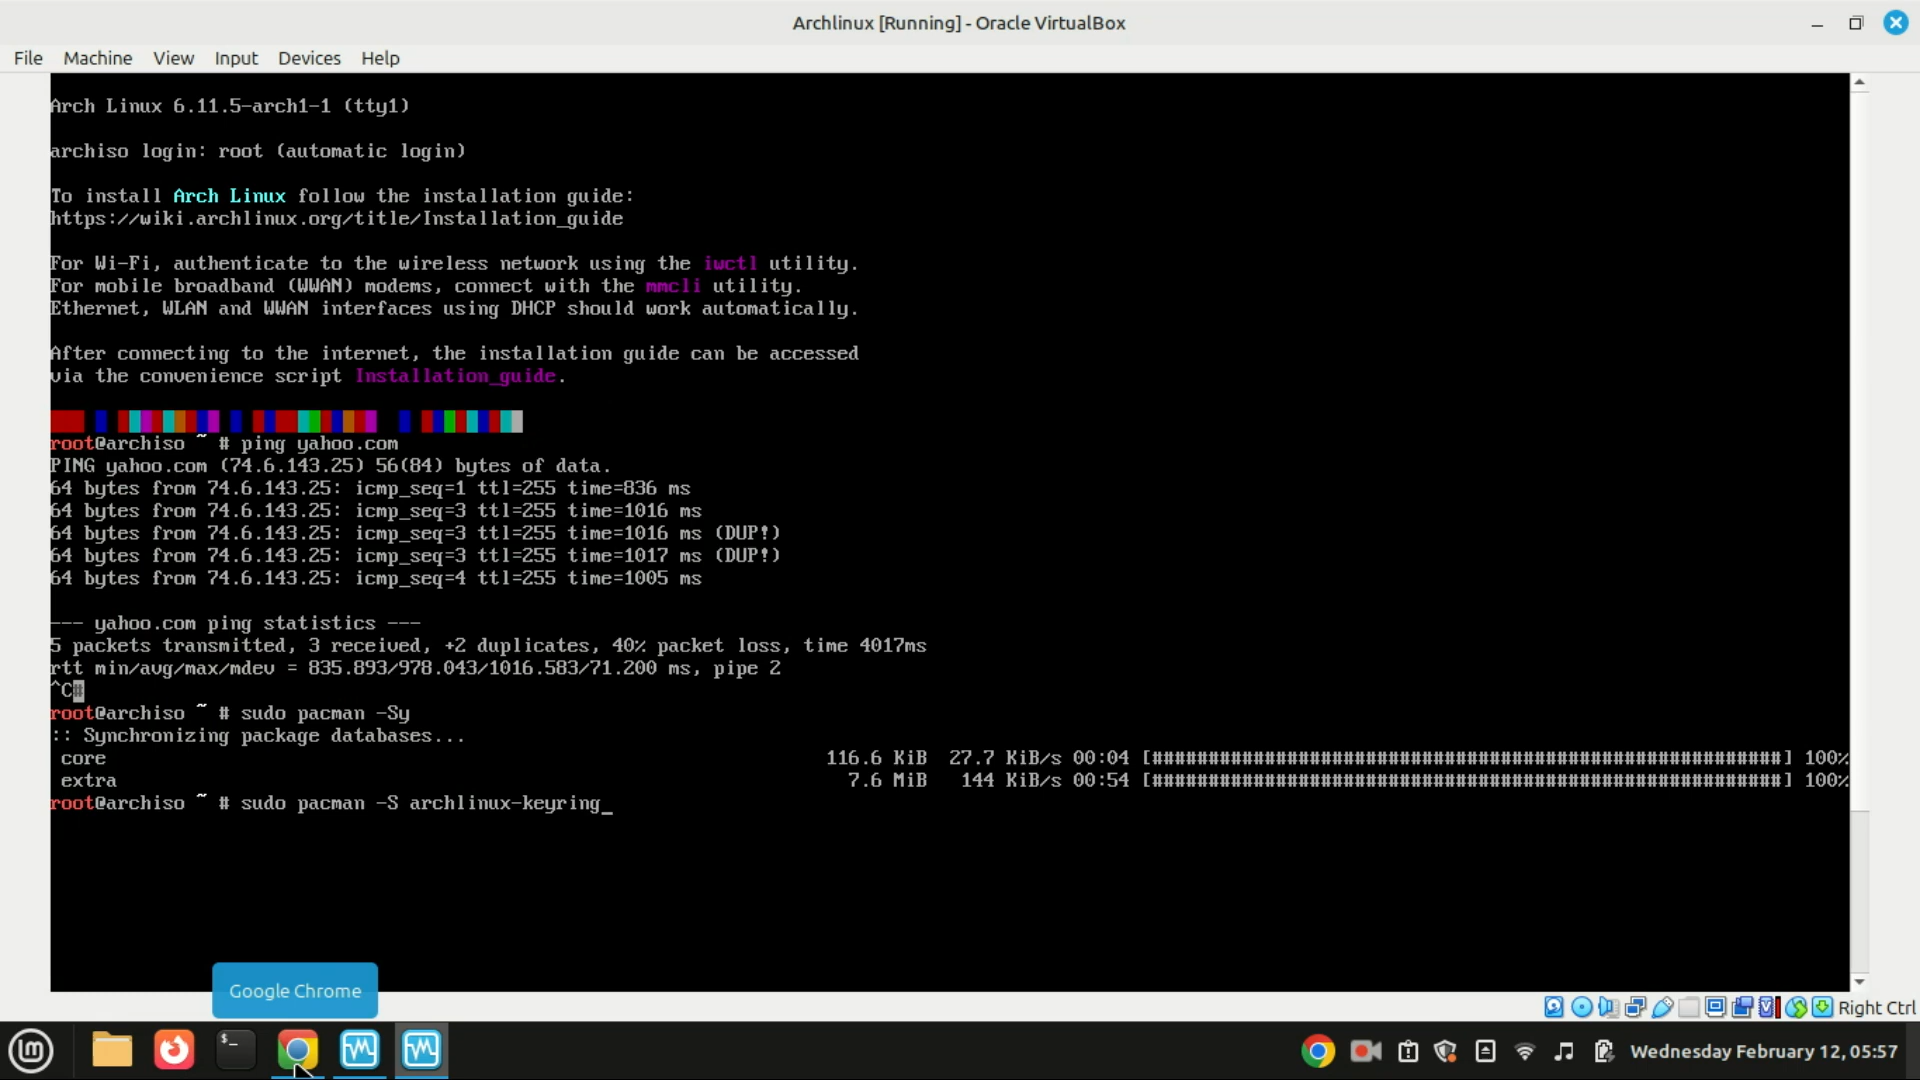 Archlinux [Running] - Oracle VirtualBox
File Machine View Input Devices Help
Arch Linux 6.11.5-arch1-1 (tty1)
archiso login: root (automatic login)
To install Arch Linux follow the installation guide:
https://wiki.archlinux.org/title/Installation_guide
For Wi-Fi, authenticate to the wireless network using the iwctl utility.
For mobile broadband (WWAN) modems, connect with the mmcli utility.
Ethernet, WLAN and WWAN interfaces using DHCP should work automatically.
After connecting to the internet, the installation guide can be accessed
via the convenience script Installation_guide.
root@archiso ~ # ping yahoo.com
PING yahoo.com (74.6.143.25) 56(84) bytes of data.
64 bytes from 74.6.143.25: icmp_seq=1 ttl=255 time=836 ms
64 bytes from 74.6.143.25: icmp_seq=3 ttl=255 time=1016 ms
64 bytes from 74.6.143.25: icmp_seq=3 ttl=255 time=1016 ms (DUP!)
64 bytes from 74.6.143.25: icmp_seq=3 ttl=255 time=1017 ms (DUP!)
64 bytes from 74.6.143.25: icmp_seq=4 ttl=255 time=1005 ms
--- yahoo.com ping statistics ---
5 packets transmitted, 3 received, +2 duplicates, 40% packet loss, time 4017ms
rtt min/avg/max/mdev = 835.893/978.043/1016.583/71.200 ms, pipe 2
^C#
root@archiso ~ # sudo pacman -Sy
:: Synchronizing package databases...
core 116.6 KiB 27.7 KiB/s 00:04 [########################################################] 100%
extra 7.6 MiB 144 KiB/s 00:54 [########################################################] 100%
root@archiso ~ # sudo pacman -S archlinux-keyring_
Google Chrome
Right Ctrl
Wednesday February 12, 05:57